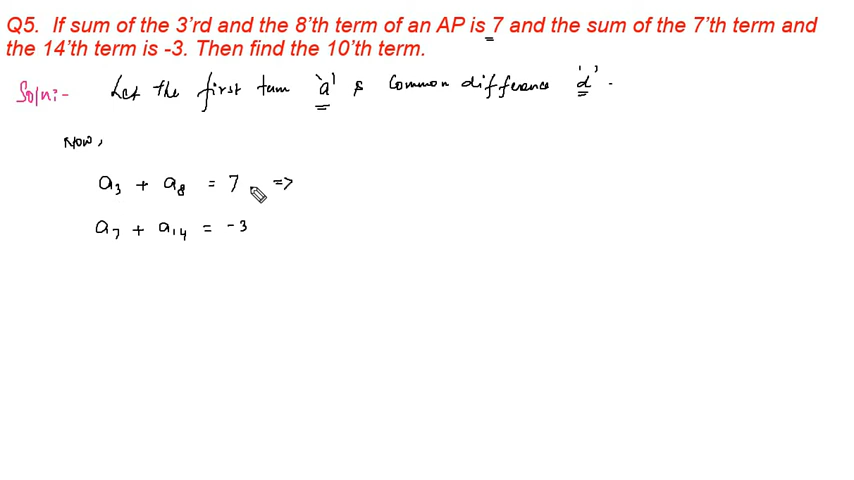 Q5. If sum of the 3'rd and the 8'th term of an AP is 7 and the sum of the 7'th term and
the 14'th term is -3. Then find the 10'th term.
Soln:- Let the first term 'a' & common difference 'd'.
Now,
a₃ + a₈ = 7 =>
a₇ + a₁₄ = -3